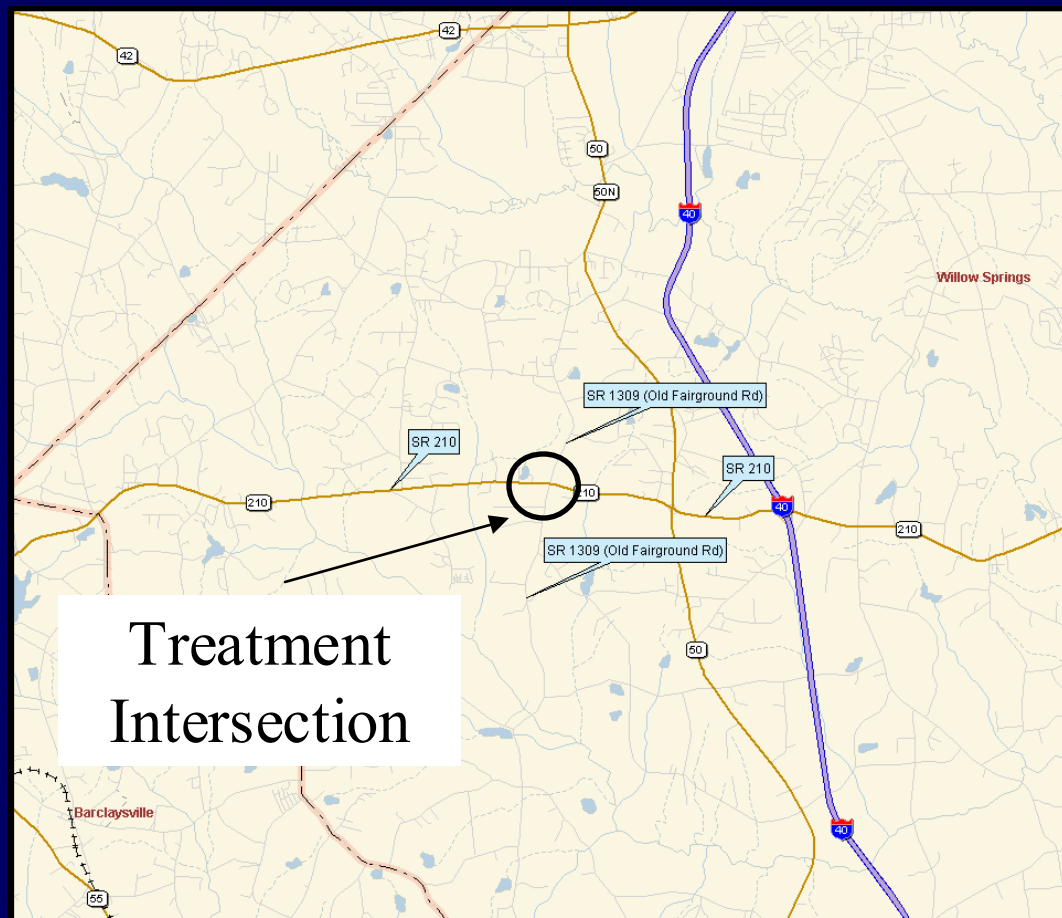 42
42
50
50N
40
Willow Springs
SR 1309 (Old Fairground Rd)
SR 210
SR 210
210
210
40
210
SR 1309 (Old Fairground Rd)
Treatment
Intersection
50
Barclaysville
40
55